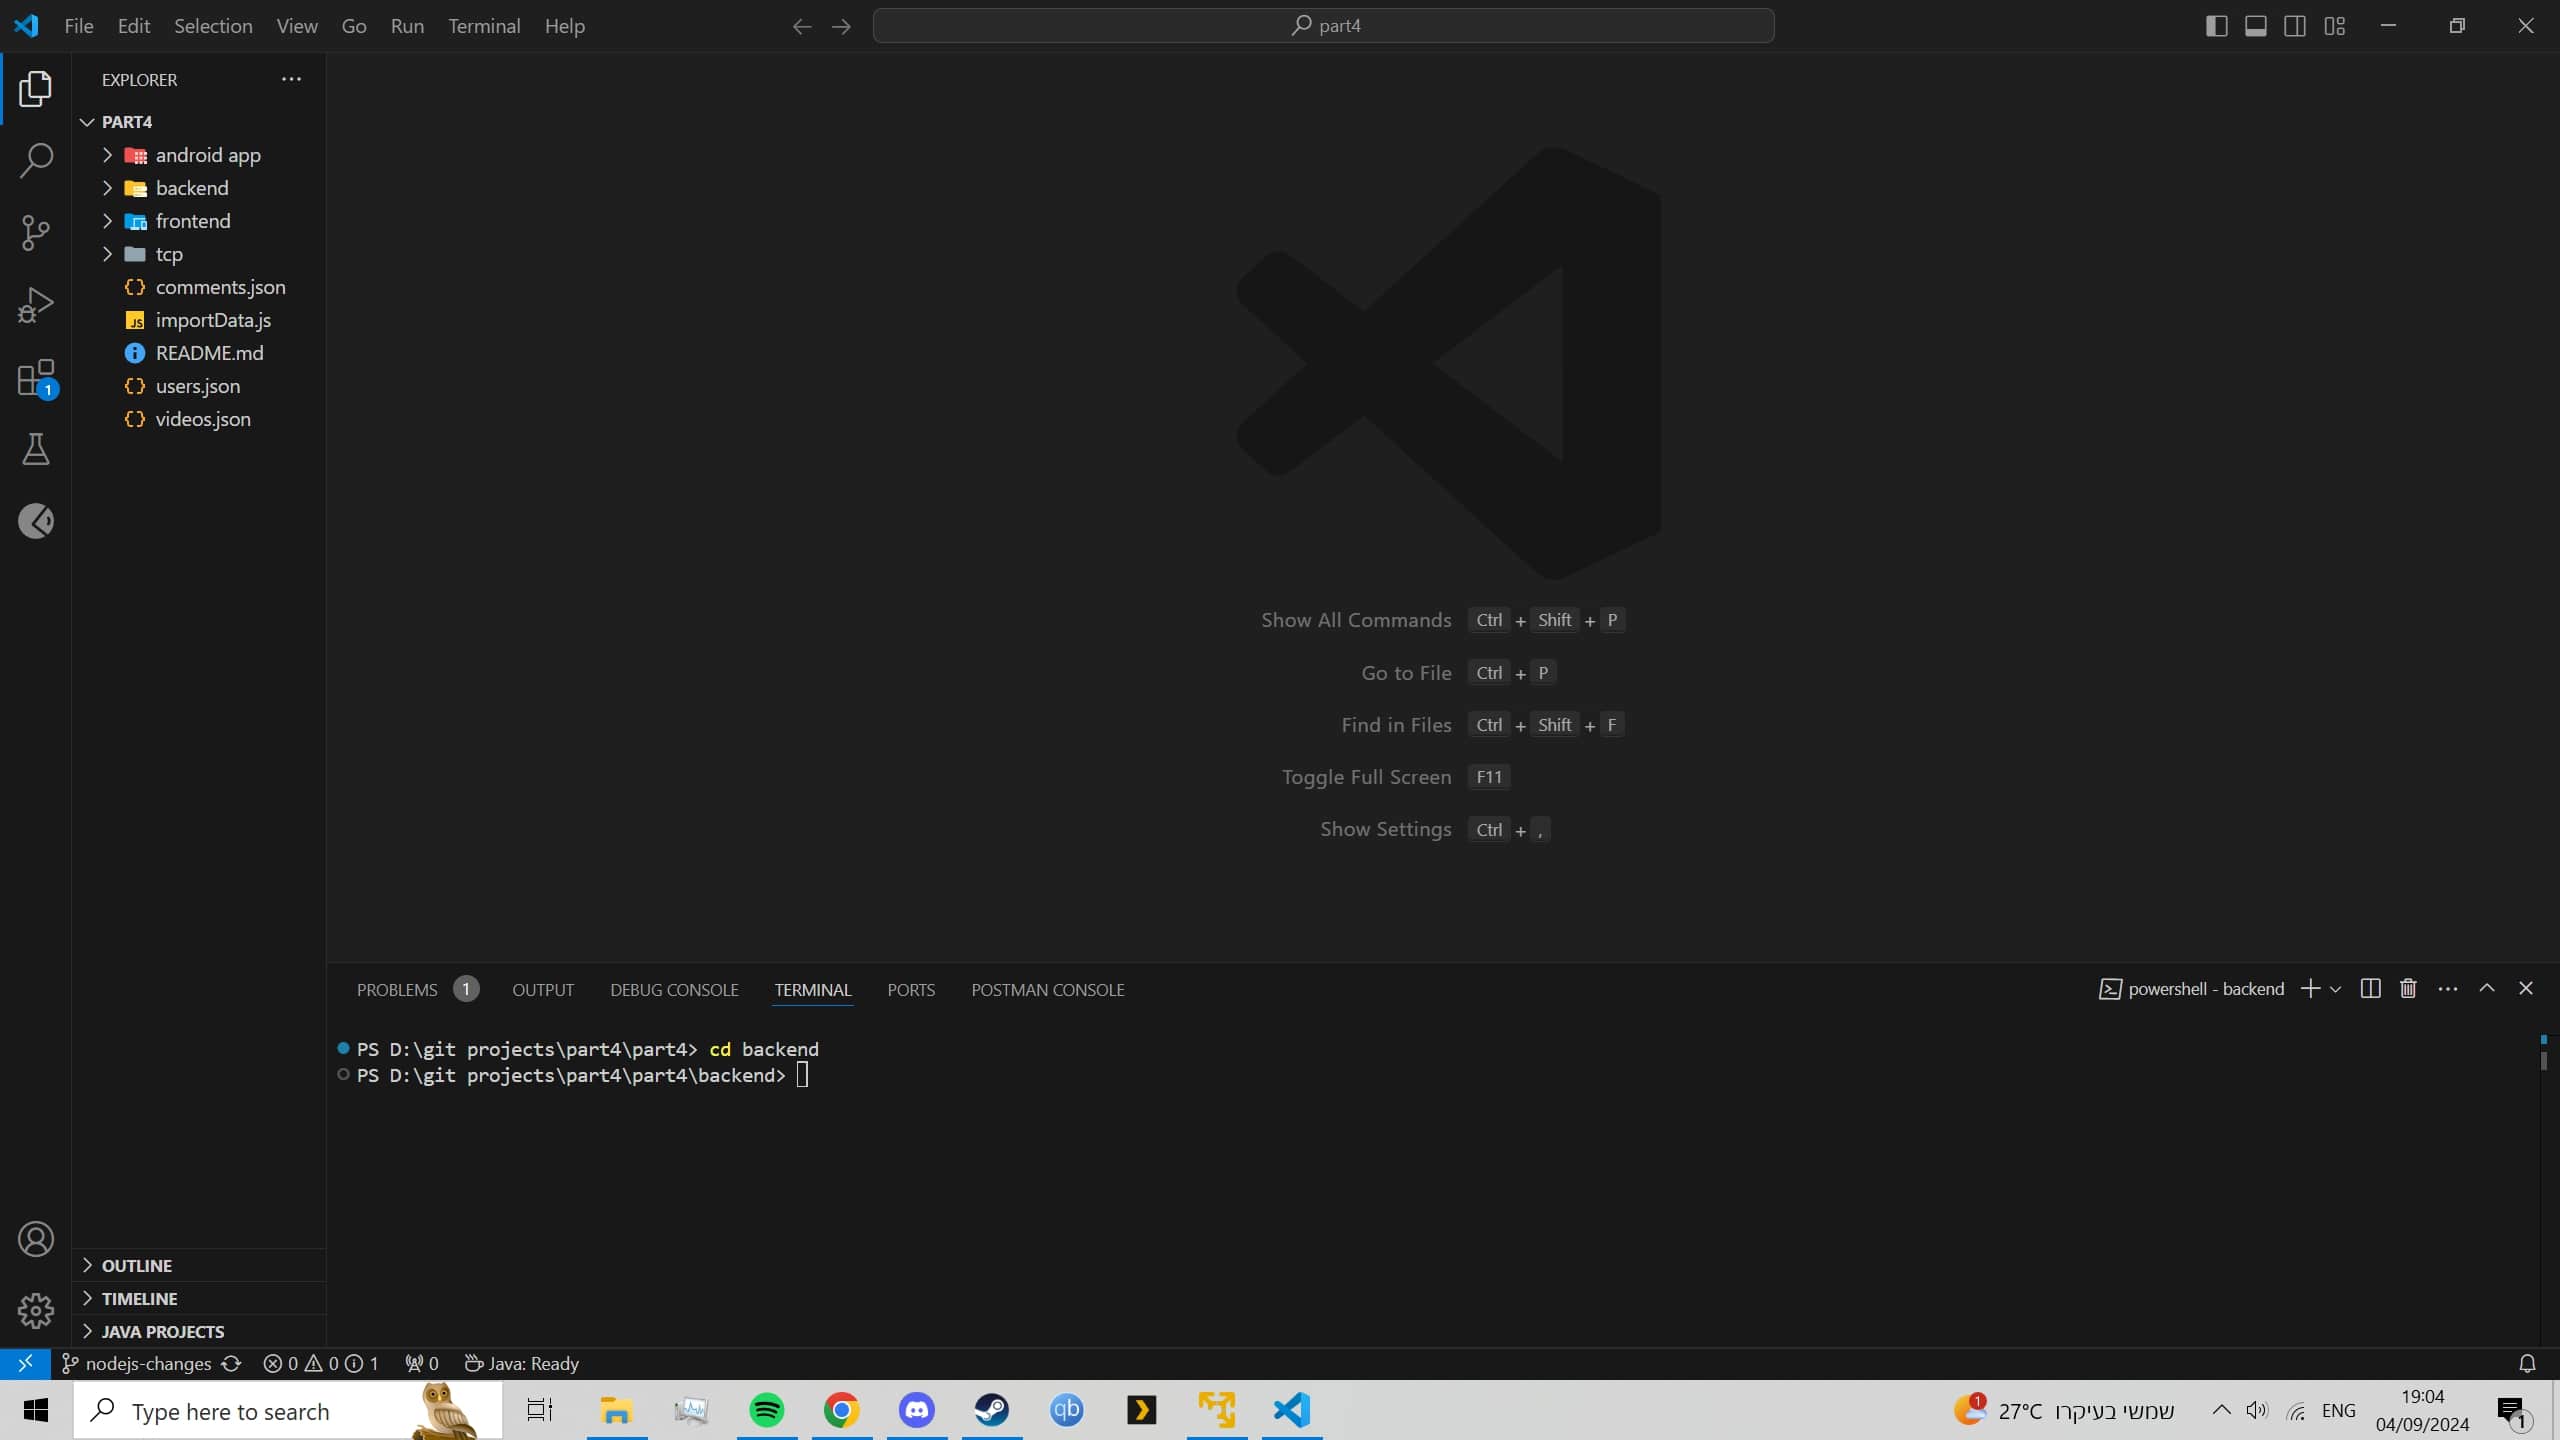 File Edit Selection View Go Run Terminal Help
part4
EXPLORER
PART4
android app
backend
frontend
tcp
comments.json
JS importData.js
README.md
users.json
videos.json
1
Show All Commands Ctrl + Shift + P
Go to File Ctrl + P
Find in Files Ctrl + Shift + F
Toggle Full Screen F11
Show Settings Ctrl + ,
PROBLEMS 1 OUTPUT DEBUG CONSOLE TERMINAL PORTS POSTMAN CONSOLE
powershell - backend
PS D:\git projects\part4\part4> cd backend
PS D:\git projects\part4\part4\backend>
OUTLINE
TIMELINE
JAVA PROJECTS
nodejs-changes 0 0 1 0 Java: Ready
Type here to search
qb
1
27°C שמשי בעיקרו
ENG
19:04
04/09/2024
1